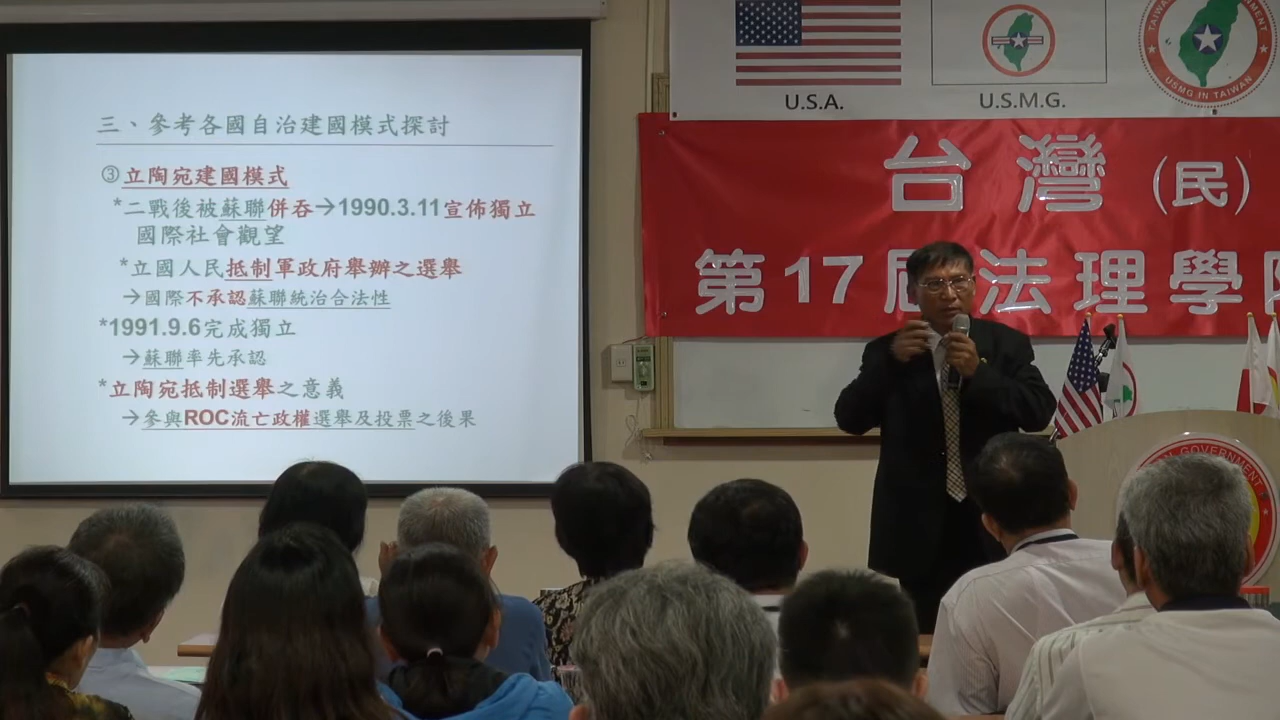 三、參考各國自治建國模式探討
③立陶宛建國模式
*二戰後被蘇聯併吞→1990.3.11宣佈獨立
國際社會觀望
*立國人民抵制軍政府舉辦之選舉
→國際不承認蘇聯統治合法性
*1991.9.6完成獨立
→蘇聯率先承認
*立陶宛抵制選舉之意義
→參與ROC流亡政權選舉及投票之後果
U.S.A.
U.S.M.G.
USMG IN TAIWAN
台灣(民)
第17屆法理學院
GOVERNMENT